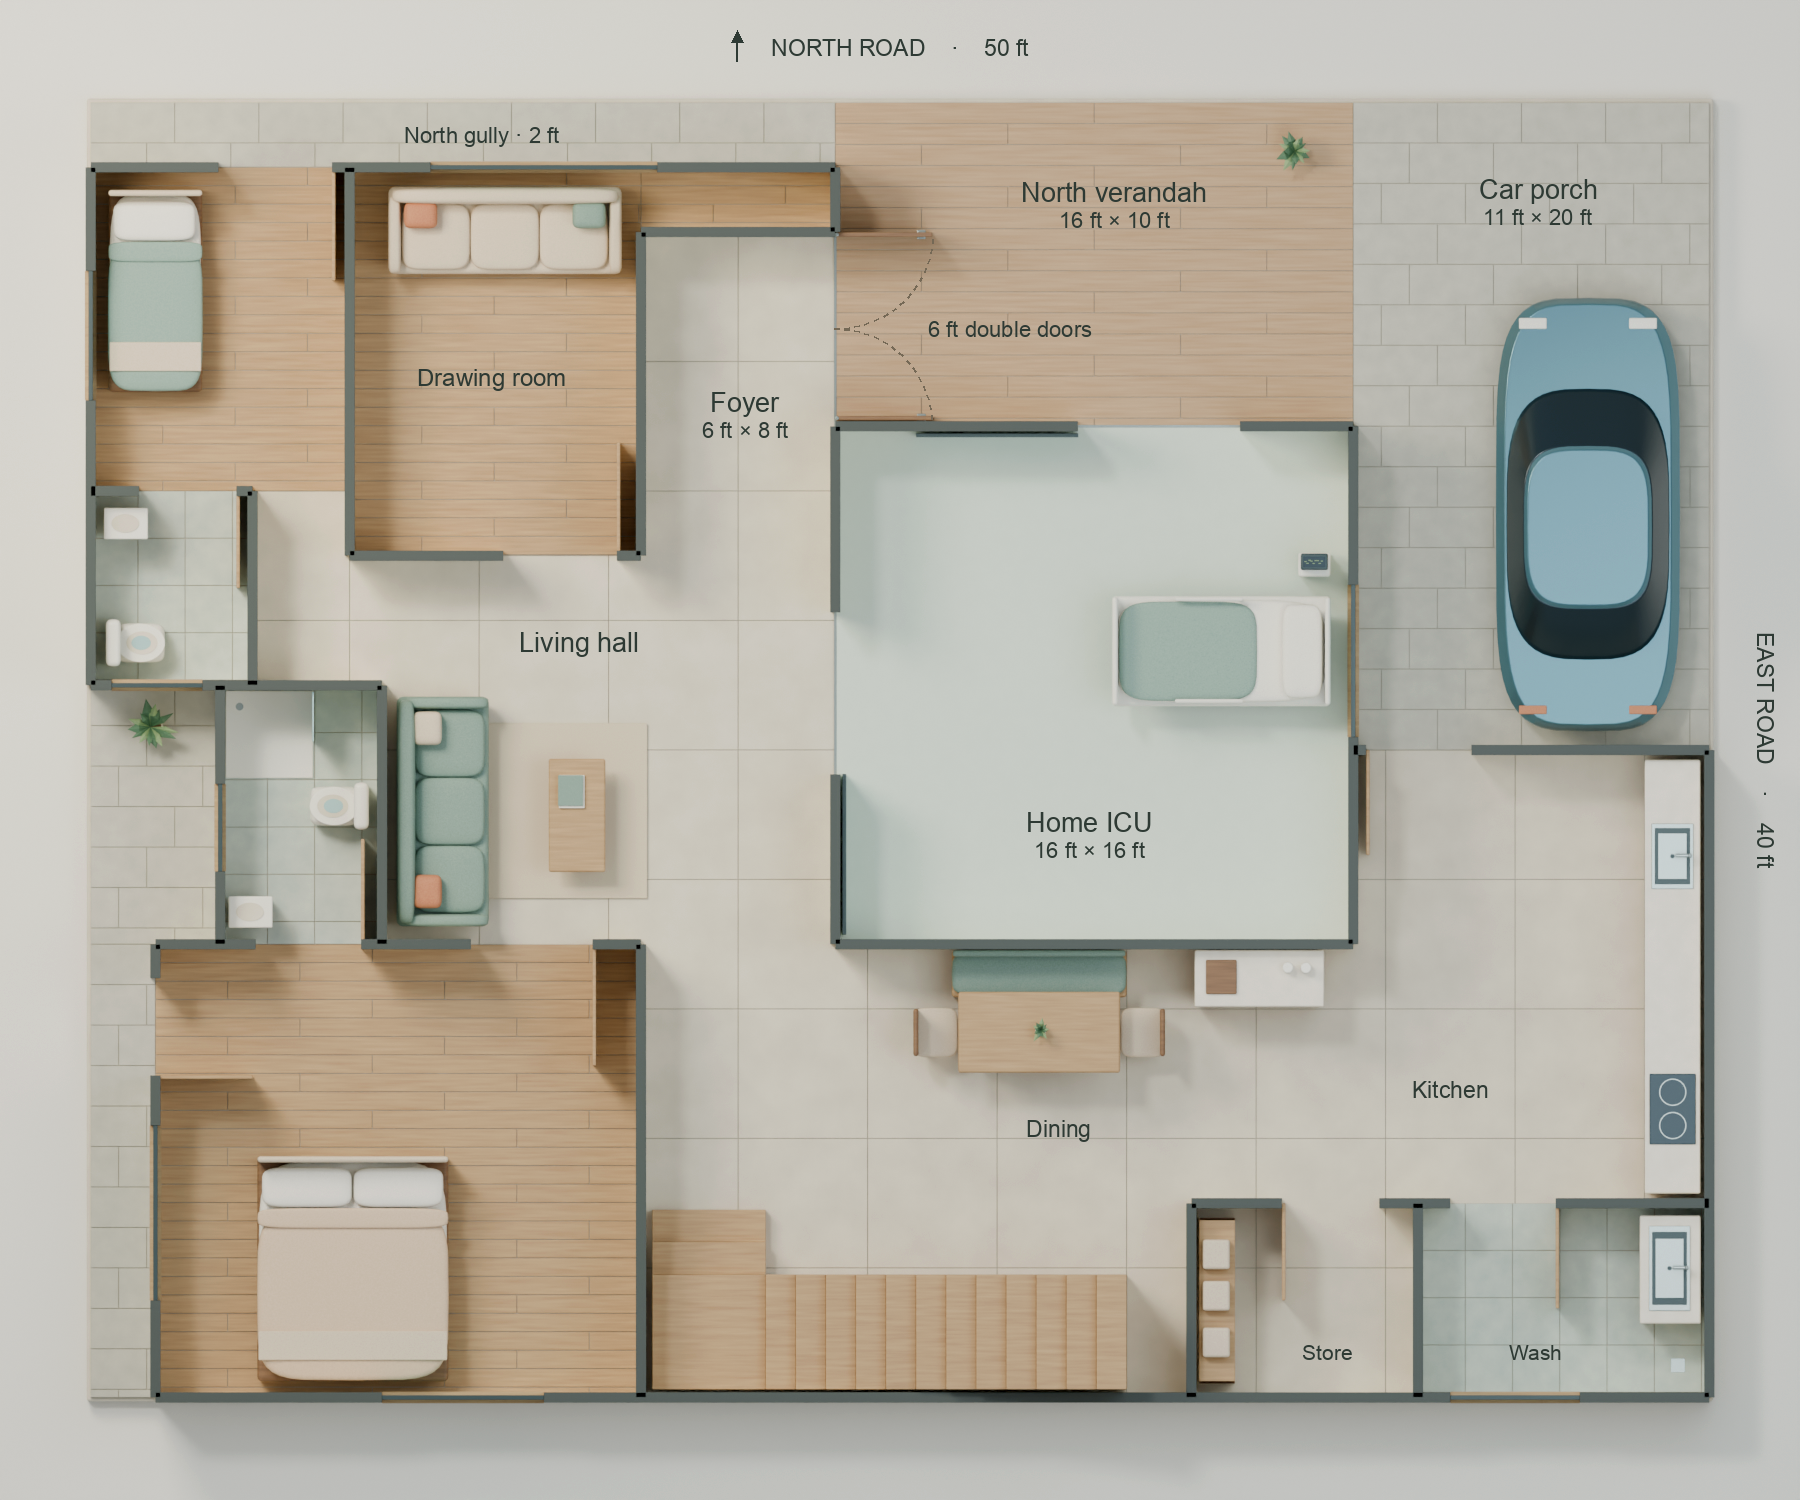 NORTH ROAD · 50 ft
North gully · 2 ft
North verandah
16 ft × 10 ft
Car porch
11 ft × 20 ft
6 ft double doors
Drawing room
Foyer
6 ft × 8 ft
Living hall
EAST ROAD · 40 ft
Home ICU
16 ft × 16 ft
Kitchen
Dining
Store
Wash